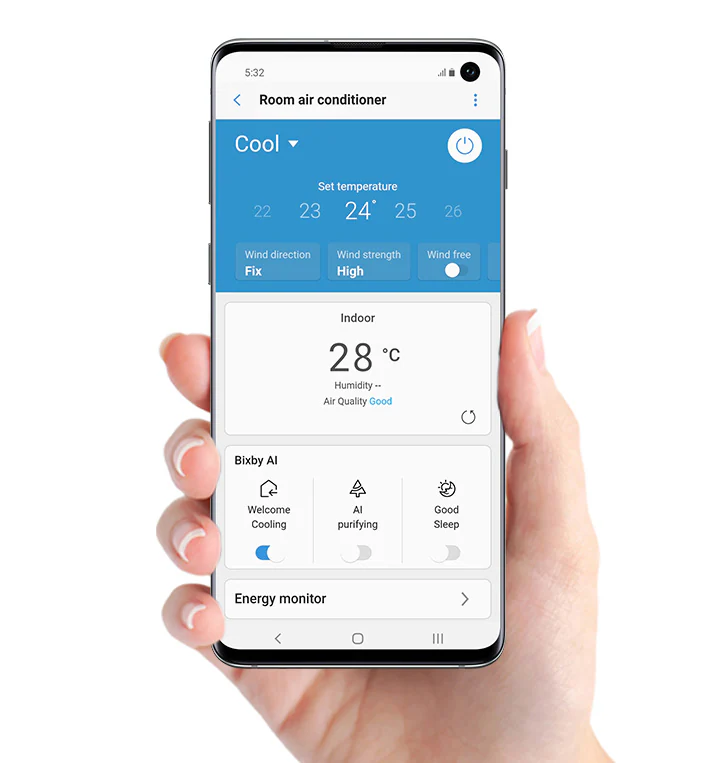 5:32
Room air conditioner
Cool
Set temperature
22 23 24° 25 26
Wind direction Wind strength Wind free
Fix High
Indoor
28 °C
Humidity --
Air Quality Good
Bixby AI
Welcome AI Good
Cooling purifying Sleep
Energy monitor